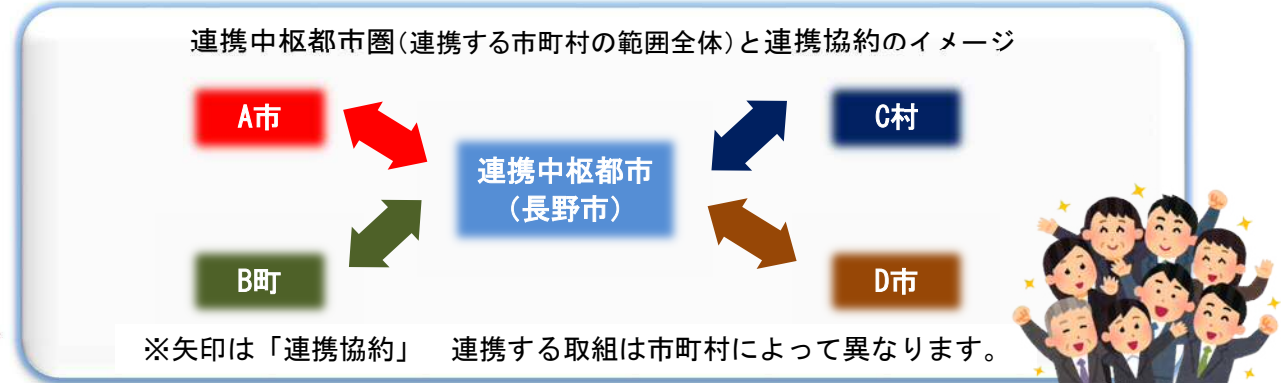 連携中枢都市圏（連携する市町村の範囲全体）と連携協約のイメージ
A市
C村
連携中枢都市
（長野市）
B町
D市
※矢印は「連携協約」　連携する取組は市町村によって異なります。